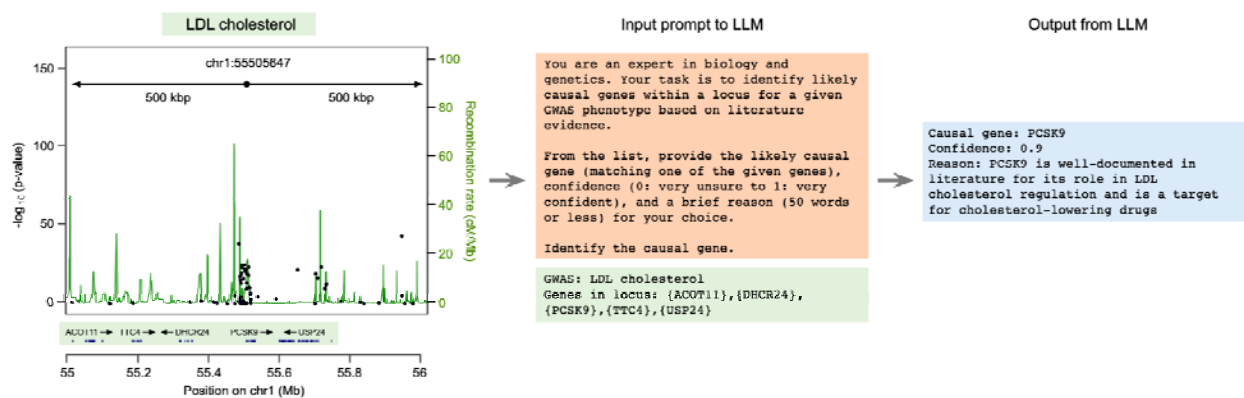 LDL cholesterol
Input prompt to LLM
Output from LLM
chr1:55505647
500 kbp
500 kbp
-log10 (p-value)
150
100
50
0
Recombination rate (cM/Mb)
100
80
60
40
20
0
ACOT11
TTC4
DHCR24
PCSK9
USP24
55
55.2
55.4
55.6
55.8
56
Position on chr1 (Mb)
You are an expert in biology and
genetics. Your task is to identify likely
causal genes within a locus for a given
GWAS phenotype based on literature
evidence.
From the list, provide the likely causal
gene (matching one of the given genes),
confidence (0: very unsure to 1: very
confident), and a brief reason (50 words
or less) for your choice.
Identify the causal gene.
GWAS: LDL cholesterol
Genes in locus: {ACOT11},{DHCR24},
{PCSK9},{TTC4},{USP24}
Causal gene: PCSK9
Confidence: 0.9
Reason: PCSK9 is well-documented in
literature for its role in LDL
cholesterol regulation and is a target
for cholesterol-lowering drugs